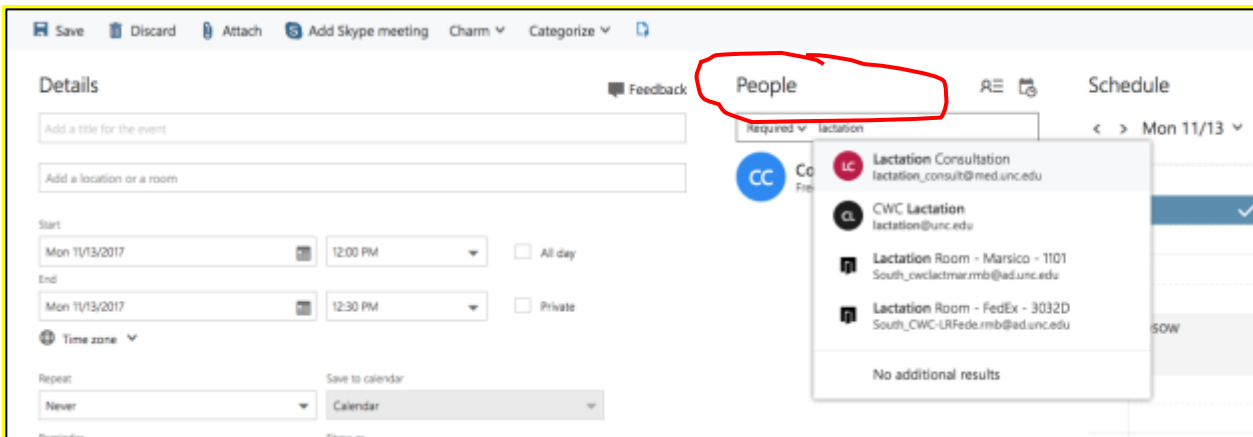 Save Discard Attach Add Skype meeting Charm Categorize
Details
Feedback
Add a title for the event
Add a location or a room
Start
Mon 11/13/2017 12:00 PM All day
End
Mon 11/13/2017 12:30 PM Private
Time zone
Repeat Save to calendar
Never Calendar
People
Required lactation
CC
LC Lactation Consultation
lactation_consult@med.unc.edu
CL CWC Lactation
lactation@unc.edu
Lactation Room - Marsico - 1101
South_cwclactmar.rmb@ad.unc.edu
Lactation Room - FedEx - 3032D
South_CWC-LRFede.rmb@ad.unc.edu
No additional results
Schedule
< > Mon 11/13